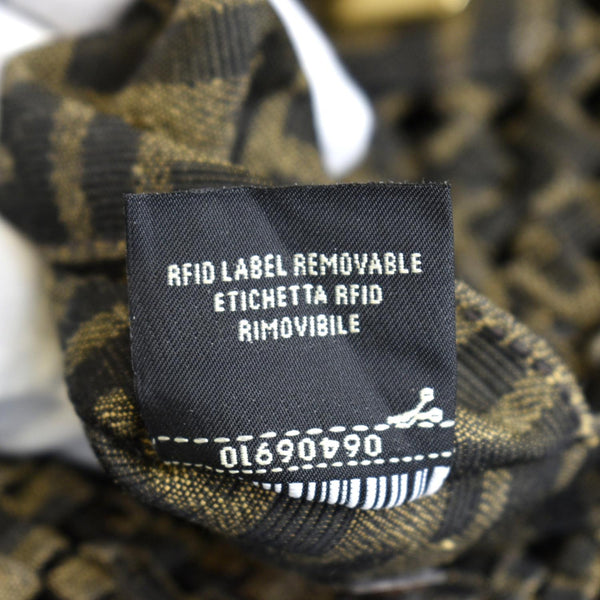 RFID LABEL REMOVABLE
ETICHETTA RFID
RIMOVIBILE
06406910